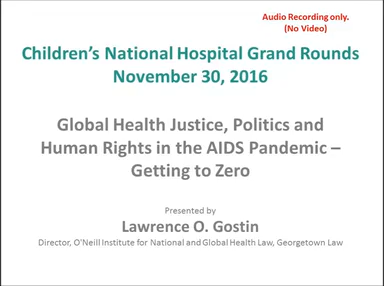 Audio Recording only.
(No Video)
Children’s National Hospital Grand Rounds
November 30, 2016
Global Health Justice, Politics and
Human Rights in the AIDS Pandemic –
Getting to Zero
Presented by
Lawrence O. Gostin
Director, O'Neill Institute for National and Global Health Law, Georgetown Law